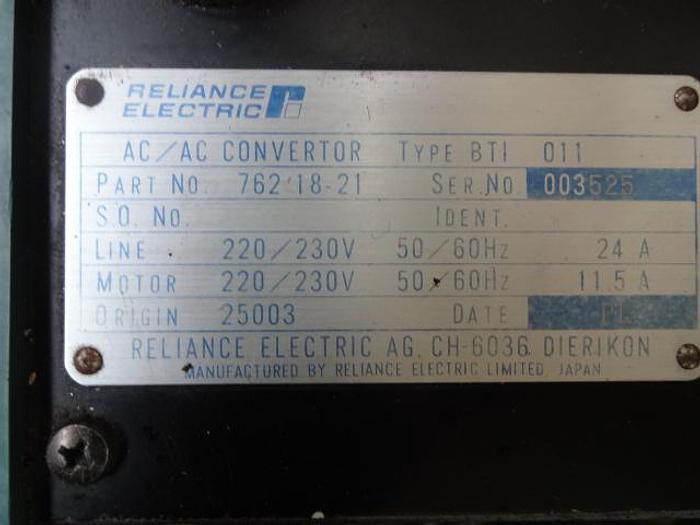 RELIANCE
ELECTRIC
AC/AC CONVERTOR TYPE BTI 011
PART NO. 762'18-21 SER.NO. 003525
S.O. NO. IDENT.
LINE 220/230V 50/60Hz 24 A
MOTOR 220/230V 50/60Hz 11.5 A
ORIGIN 25003 DATE
RELIANCE ELECTRIC AG, CH-6036 DIERIKON
MANUFACTURED BY RELIANCE ELECTRIC LIMITED, JAPAN